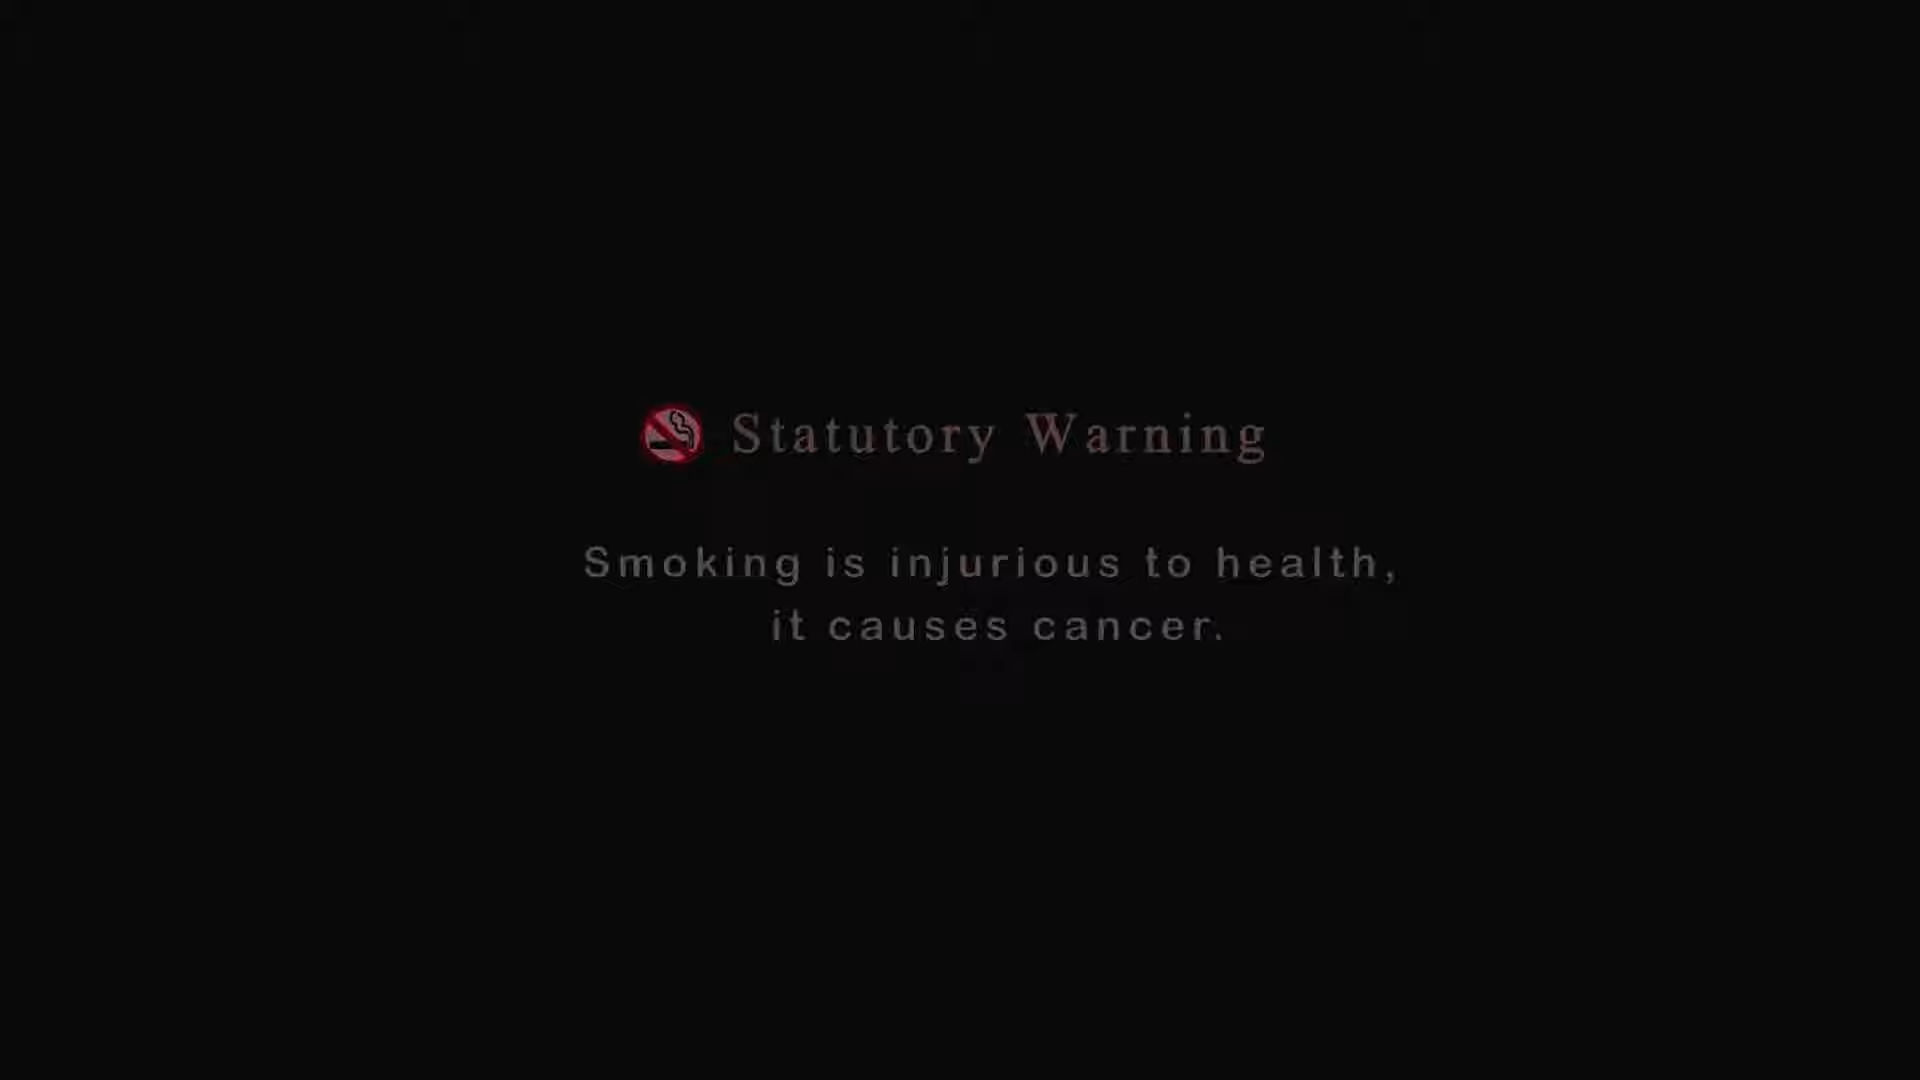 Statutory Warning
Smoking is injurious to health,
it causes cancer.